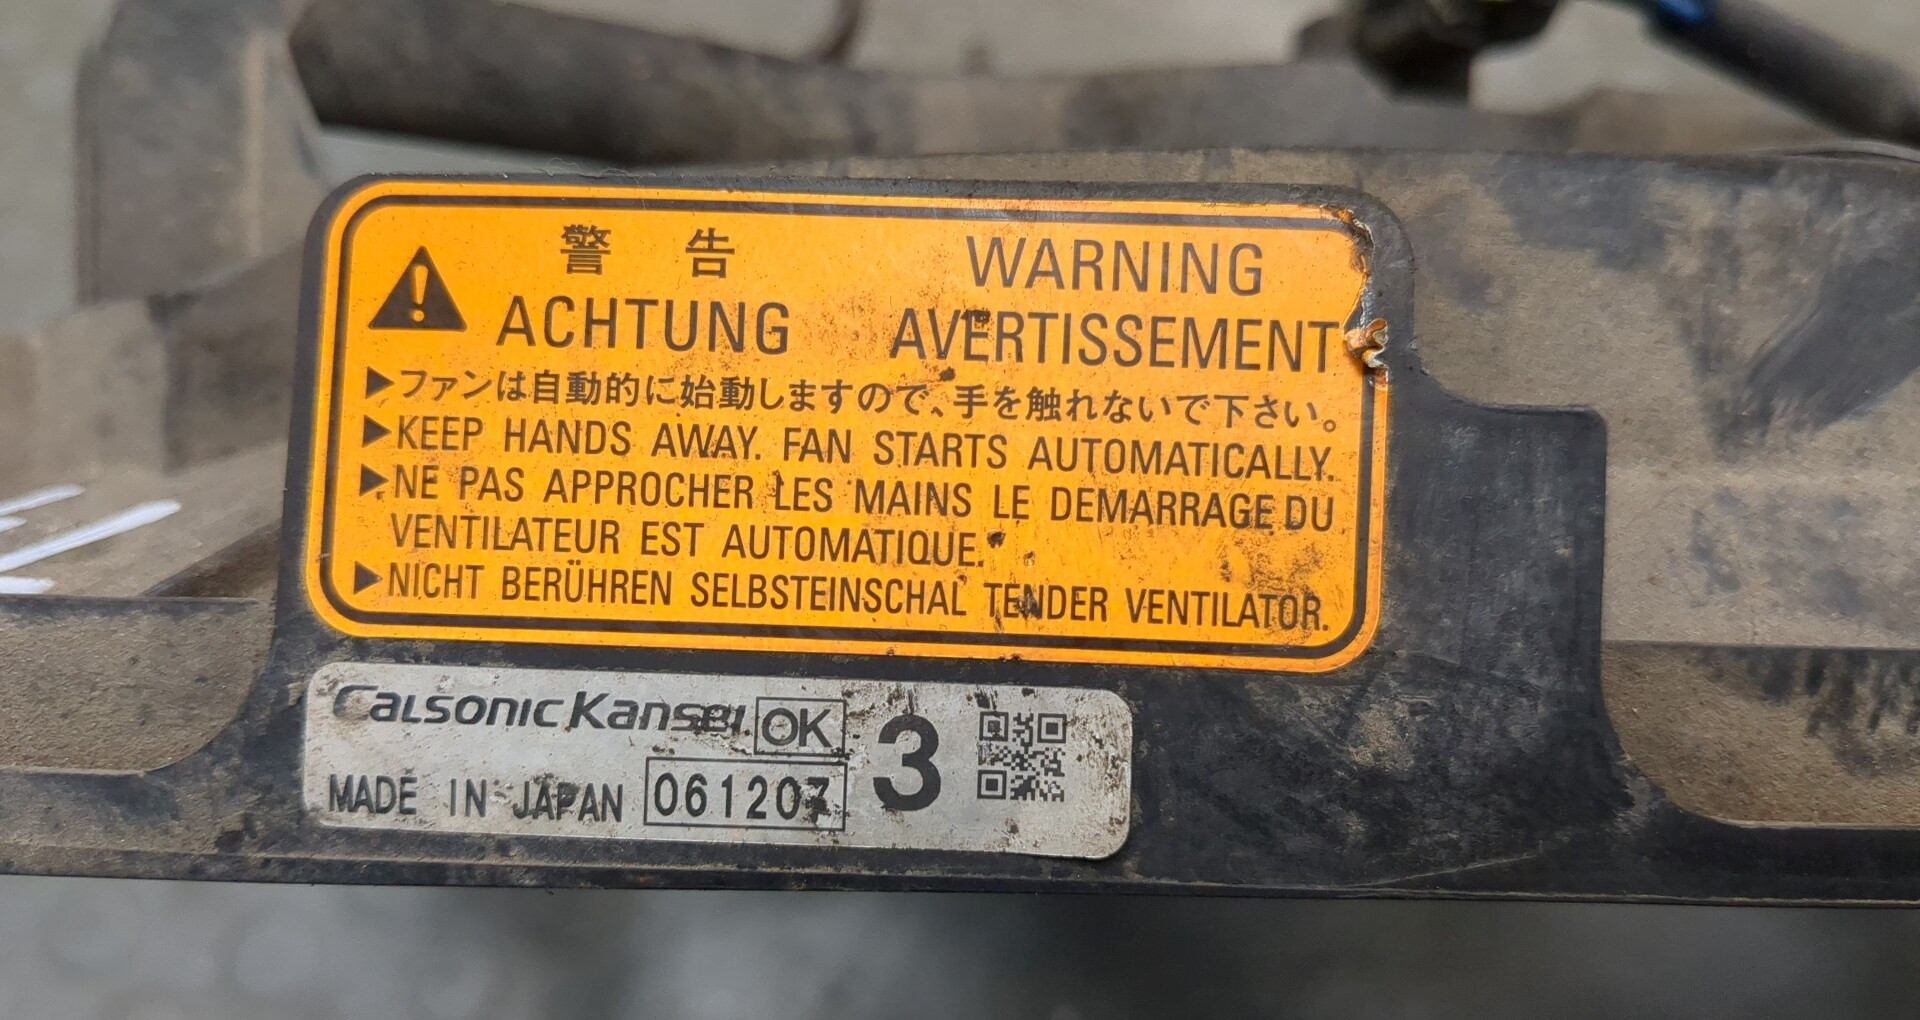 警告 WARNING
ACHTUNG AVERTISSEMENT
▶ファンは自動的に始動しますので、手を触れないで下さい。
▶KEEP HANDS AWAY. FAN STARTS AUTOMATICALLY.
▶NE PAS APPROCHER LES MAINS LE DEMARRAGE DU
VENTILATEUR EST AUTOMATIQUE.
▶NICHT BERÜHREN SELBSTEINSCHAL TENDER VENTILATOR.
CalsonicKansei OK 3
MADE IN JAPAN 061207